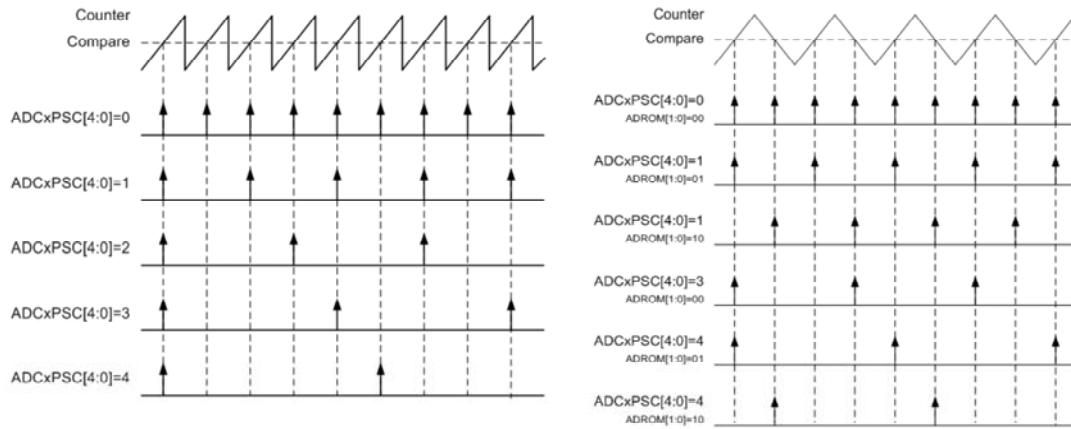 Counter
Compare
ADCxPSC[4:0]=0
ADCxPSC[4:0]=1
ADCxPSC[4:0]=2
ADCxPSC[4:0]=3
ADCxPSC[4:0]=4
Counter
Compare
ADCxPSC[4:0]=0
ADROM[1:0]=00
ADCxPSC[4:0]=1
ADROM[1:0]=01
ADCxPSC[4:0]=1
ADROM[1:0]=10
ADCxPSC[4:0]=3
ADROM[1:0]=00
ADCxPSC[4:0]=4
ADROM[1:0]=01
ADCxPSC[4:0]=4
ADROM[1:0]=10